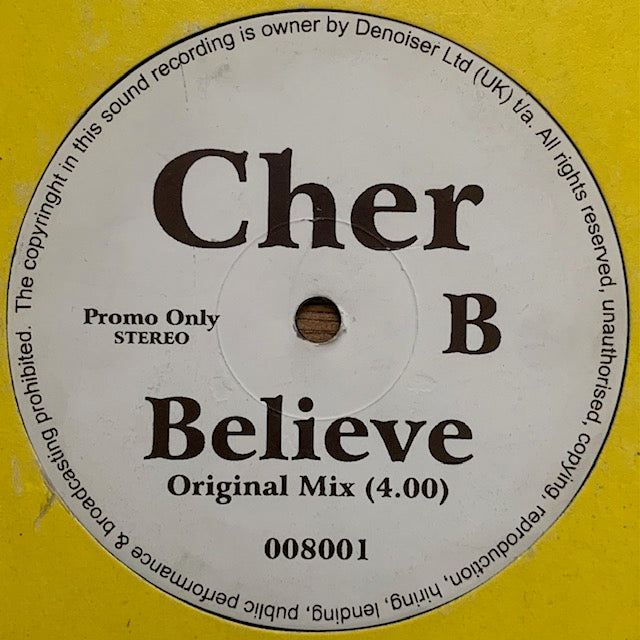 Cher
B
Promo Only
STEREO
Believe
Original Mix (4.00)
008001
The copyringht in this sound recording is owner by Denoiser Ltd (UK) t/a. All rights reserved, unauthorised, copying, reproduction, hiring, lending, public performance & broadcasting prohibited.